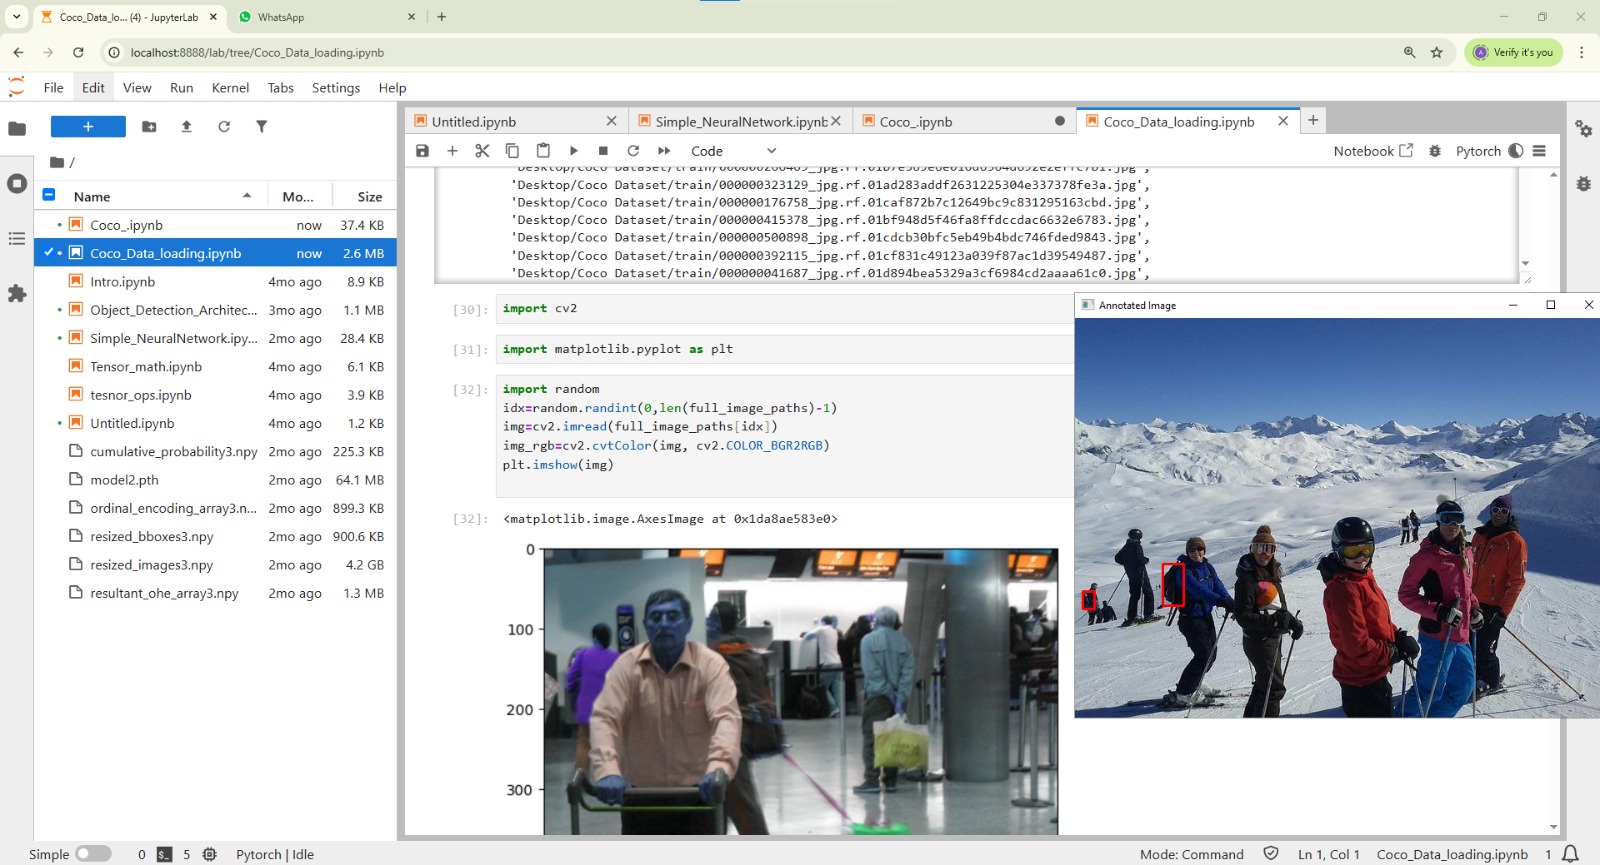 Coco_Data_lo... (4) - JupyterLab
WhatsApp
localhost:8888/lab/tree/Coco_Data_loading.ipynb
Verify it's you
File Edit View Run Kernel Tabs Settings Help
/
Name Mo... Size
Coco_.ipynb now 37.4 KB
Coco_Data_loading.ipynb now 2.6 MB
Intro.ipynb 4mo ago 8.9 KB
Object_Detection_Architec... 3mo ago 1.1 MB
Simple_NeuralNetwork.ipy... 2mo ago 28.4 KB
Tensor_math.ipynb 4mo ago 6.1 KB
tesnor_ops.ipynb 4mo ago 3.9 KB
Untitled.ipynb 4mo ago 1.2 KB
cumulative_probability3.npy 2mo ago 225.3 KB
model2.pth 2mo ago 64.1 MB
ordinal_encoding_array3.n... 2mo ago 899.3 KB
resized_bboxes3.npy 2mo ago 900.6 KB
resized_images3.npy 2mo ago 4.2 GB
resultant_ohe_array3.npy 2mo ago 1.3 MB
Untitled.ipynb
Simple_NeuralNetwork.ipynb
Coco_.ipynb
Coco_Data_loading.ipynb
Code
Notebook
Pytorch
'Desktop/Coco Dataset/train/000000323129_jpg.rf.01ad283addf2631225304e337378fe3a.jpg',
'Desktop/Coco Dataset/train/000000176758_jpg.rf.01caf872b7c12649bc9c831295163cbd.jpg',
'Desktop/Coco Dataset/train/000000415378_jpg.rf.01bf948d5f46fa8ffdccdac6632e6783.jpg',
'Desktop/Coco Dataset/train/000000500898_jpg.rf.01cdcb30bfc5eb49b4bdc746fded9843.jpg',
'Desktop/Coco Dataset/train/000000392115_jpg.rf.01cf831c49123a039f87ac1d39549487.jpg',
'Desktop/Coco Dataset/train/000000041687_jpg.rf.01d894bea5329a3cf6984cd2aaaa61c0.jpg',
[30]: import cv2
[31]: import matplotlib.pyplot as plt
[32]: import random
idx=random.randint(0,len(full_image_paths)-1)
img=cv2.imread(full_image_paths[idx])
img_rgb=cv2.cvtColor(img, cv2.COLOR_BGR2RGB)
plt.imshow(img)
[32]: <matplotlib.image.AxesImage at 0x1da8ae583e0>
0
100
200
300
Annotated Image
Simple 0 $_ 5 Pytorch | Idle
Mode: Command Ln 1, Col 1 Coco_Data_loading.ipynb 1